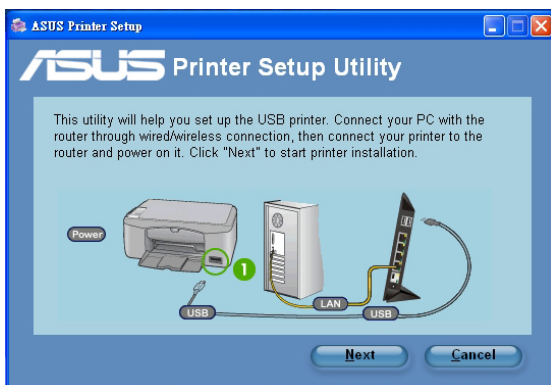 ASUS Printer Setup
ASUS Printer Setup Utility
This utility will help you set up the USB printer. Connect your PC with the
router through wired/wireless connection, then connect your printer to the
router and power on it. Click "Next" to start printer installation.
Power
1
USB
LAN
USB
Next
Cancel